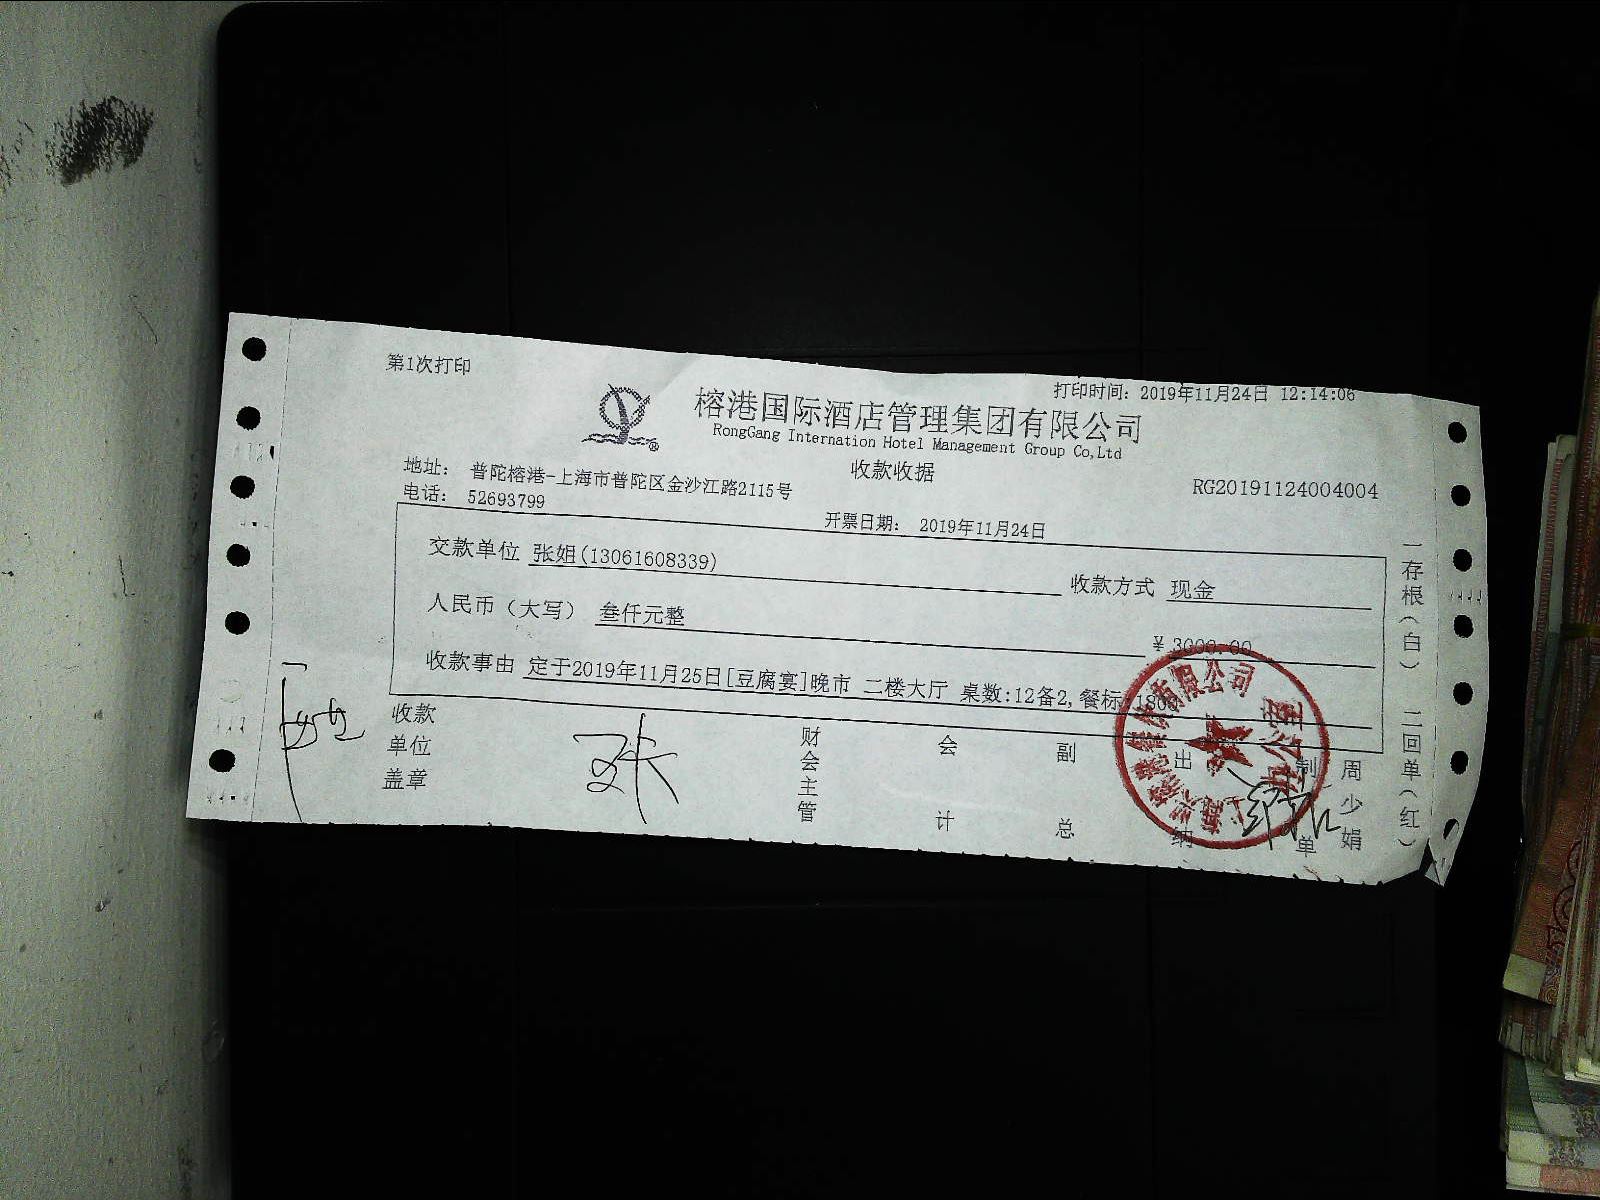 第1次打印
打印时间: 2019年11月24日 12:14:06
榕港国际酒店管理集团有限公司
RongGang Internation Hotel Management Group Co,Ltd
收款收据
地址: 普陀榕港-上海市普陀区金沙江路2115号
RG20191124004004
电话: 52693799
开票日期: 2019年11月24日
交款单位 张姐(13061608339)
收款方式 现金
人民币（大写） 叁仟元整
¥ 3000.00
收款事由 定于2019年11月25日[豆腐宴]晚市 二楼大厅 桌数:12备2,餐标:1808
收款单位盖章
张
财会主管
会计
副总
出纳
制单
周少娟
一存根(白) 二回单(红)